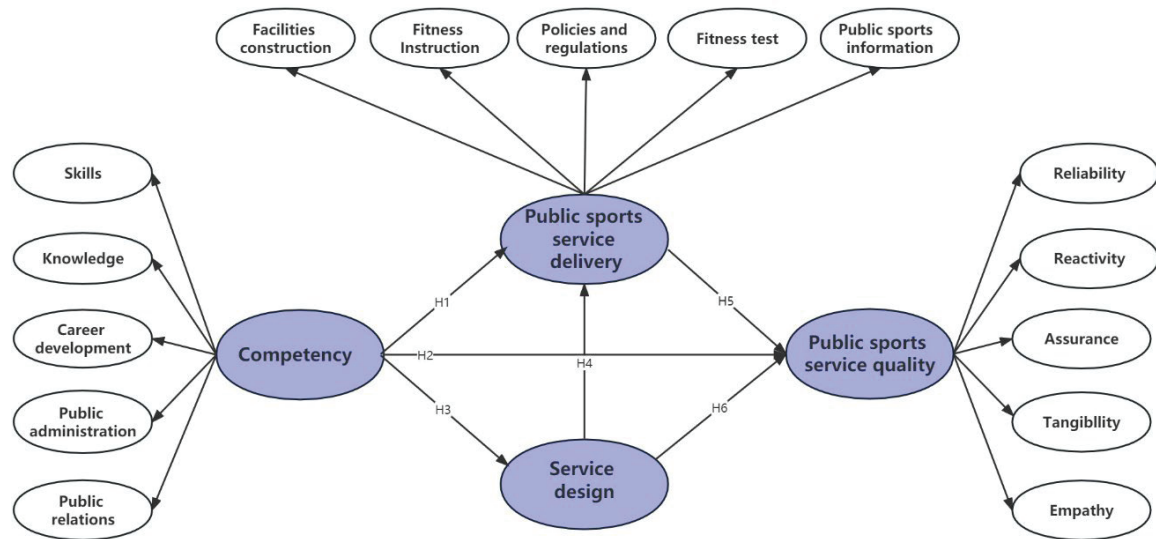 Facilities
construction
Fitness
Instruction
Policies and
regulations
Fitness test
Public sports
information
Skills
Knowledge
Career
development
Public
administration
Public
relations
Competency
Public sports
service
delivery
Service
design
Public sports
service quality
H1
H2
H3
H4
H5
H6
Reliability
Reactivity
Assurance
Tangibllity
Empathy